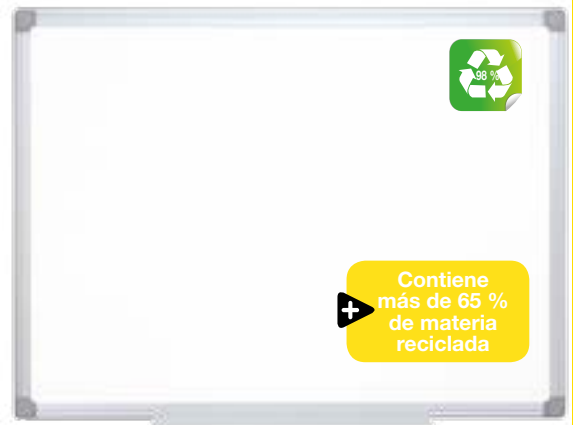 98 %
Contiene
más de 65 %
de materia
reciclada